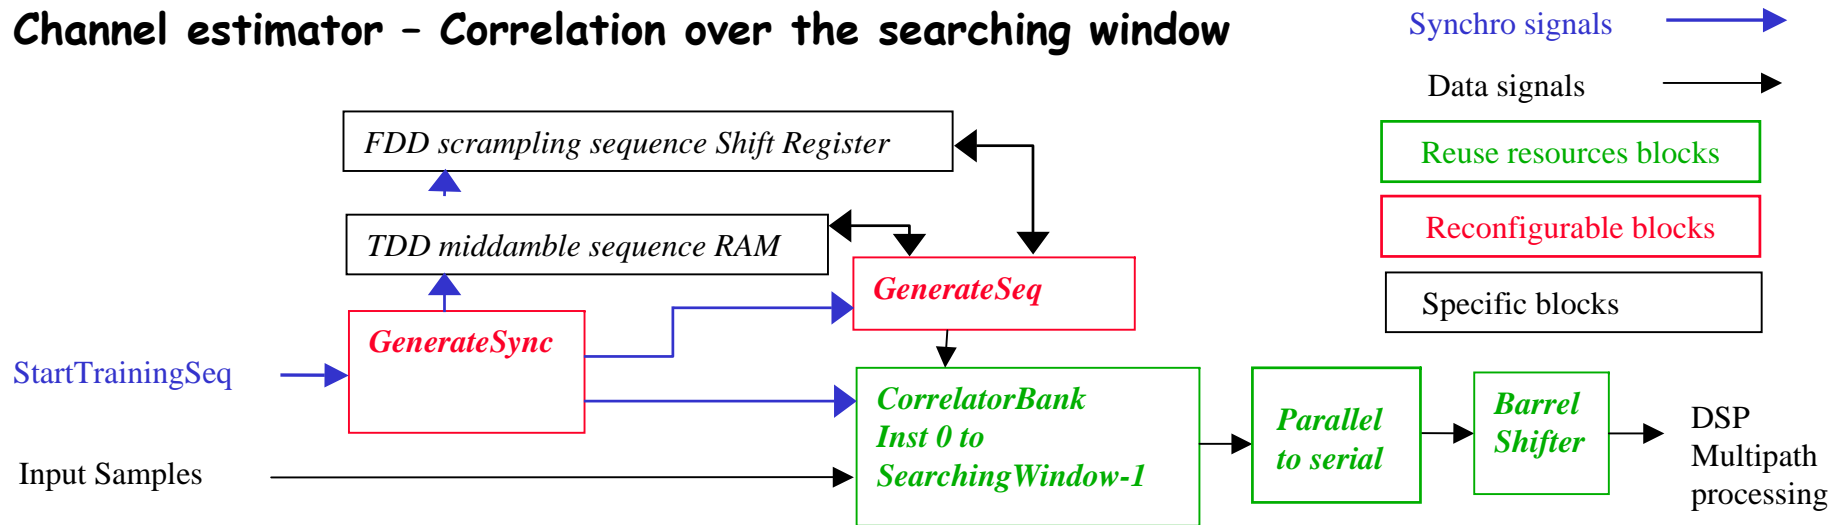 Channel estimator – Correlation over the searching window
Synchro signals
Data signals
Reuse resources blocks
Reconfigurable blocks
Specific blocks
FDD scrampling sequence Shift Register
TDD middamble sequence RAM
GenerateSeq
GenerateSync
StartTrainingSeq
Input Samples
CorrelatorBank
Inst 0 to
SearchingWindow-1
Parallel
to serial
Barrel
Shifter
DSP
Multipath
processing